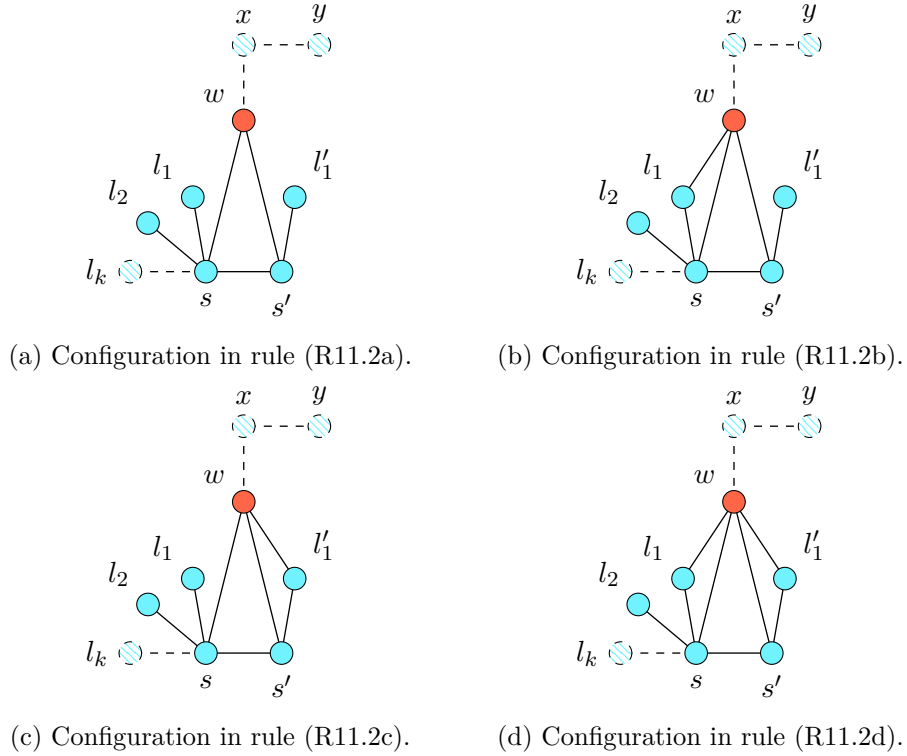 x y x y
w w
l₁ l′₁ l₁ l′₁
l₂ l₂
lₖ lₖ
s s′ s s′
(a) Configuration in rule (R11.2a). (b) Configuration in rule (R11.2b).
x y x y
w w
l₁ l′₁ l₁ l′₁
l₂ l₂
lₖ lₖ
s s′ s s′
(c) Configuration in rule (R11.2c). (d) Configuration in rule (R11.2d).